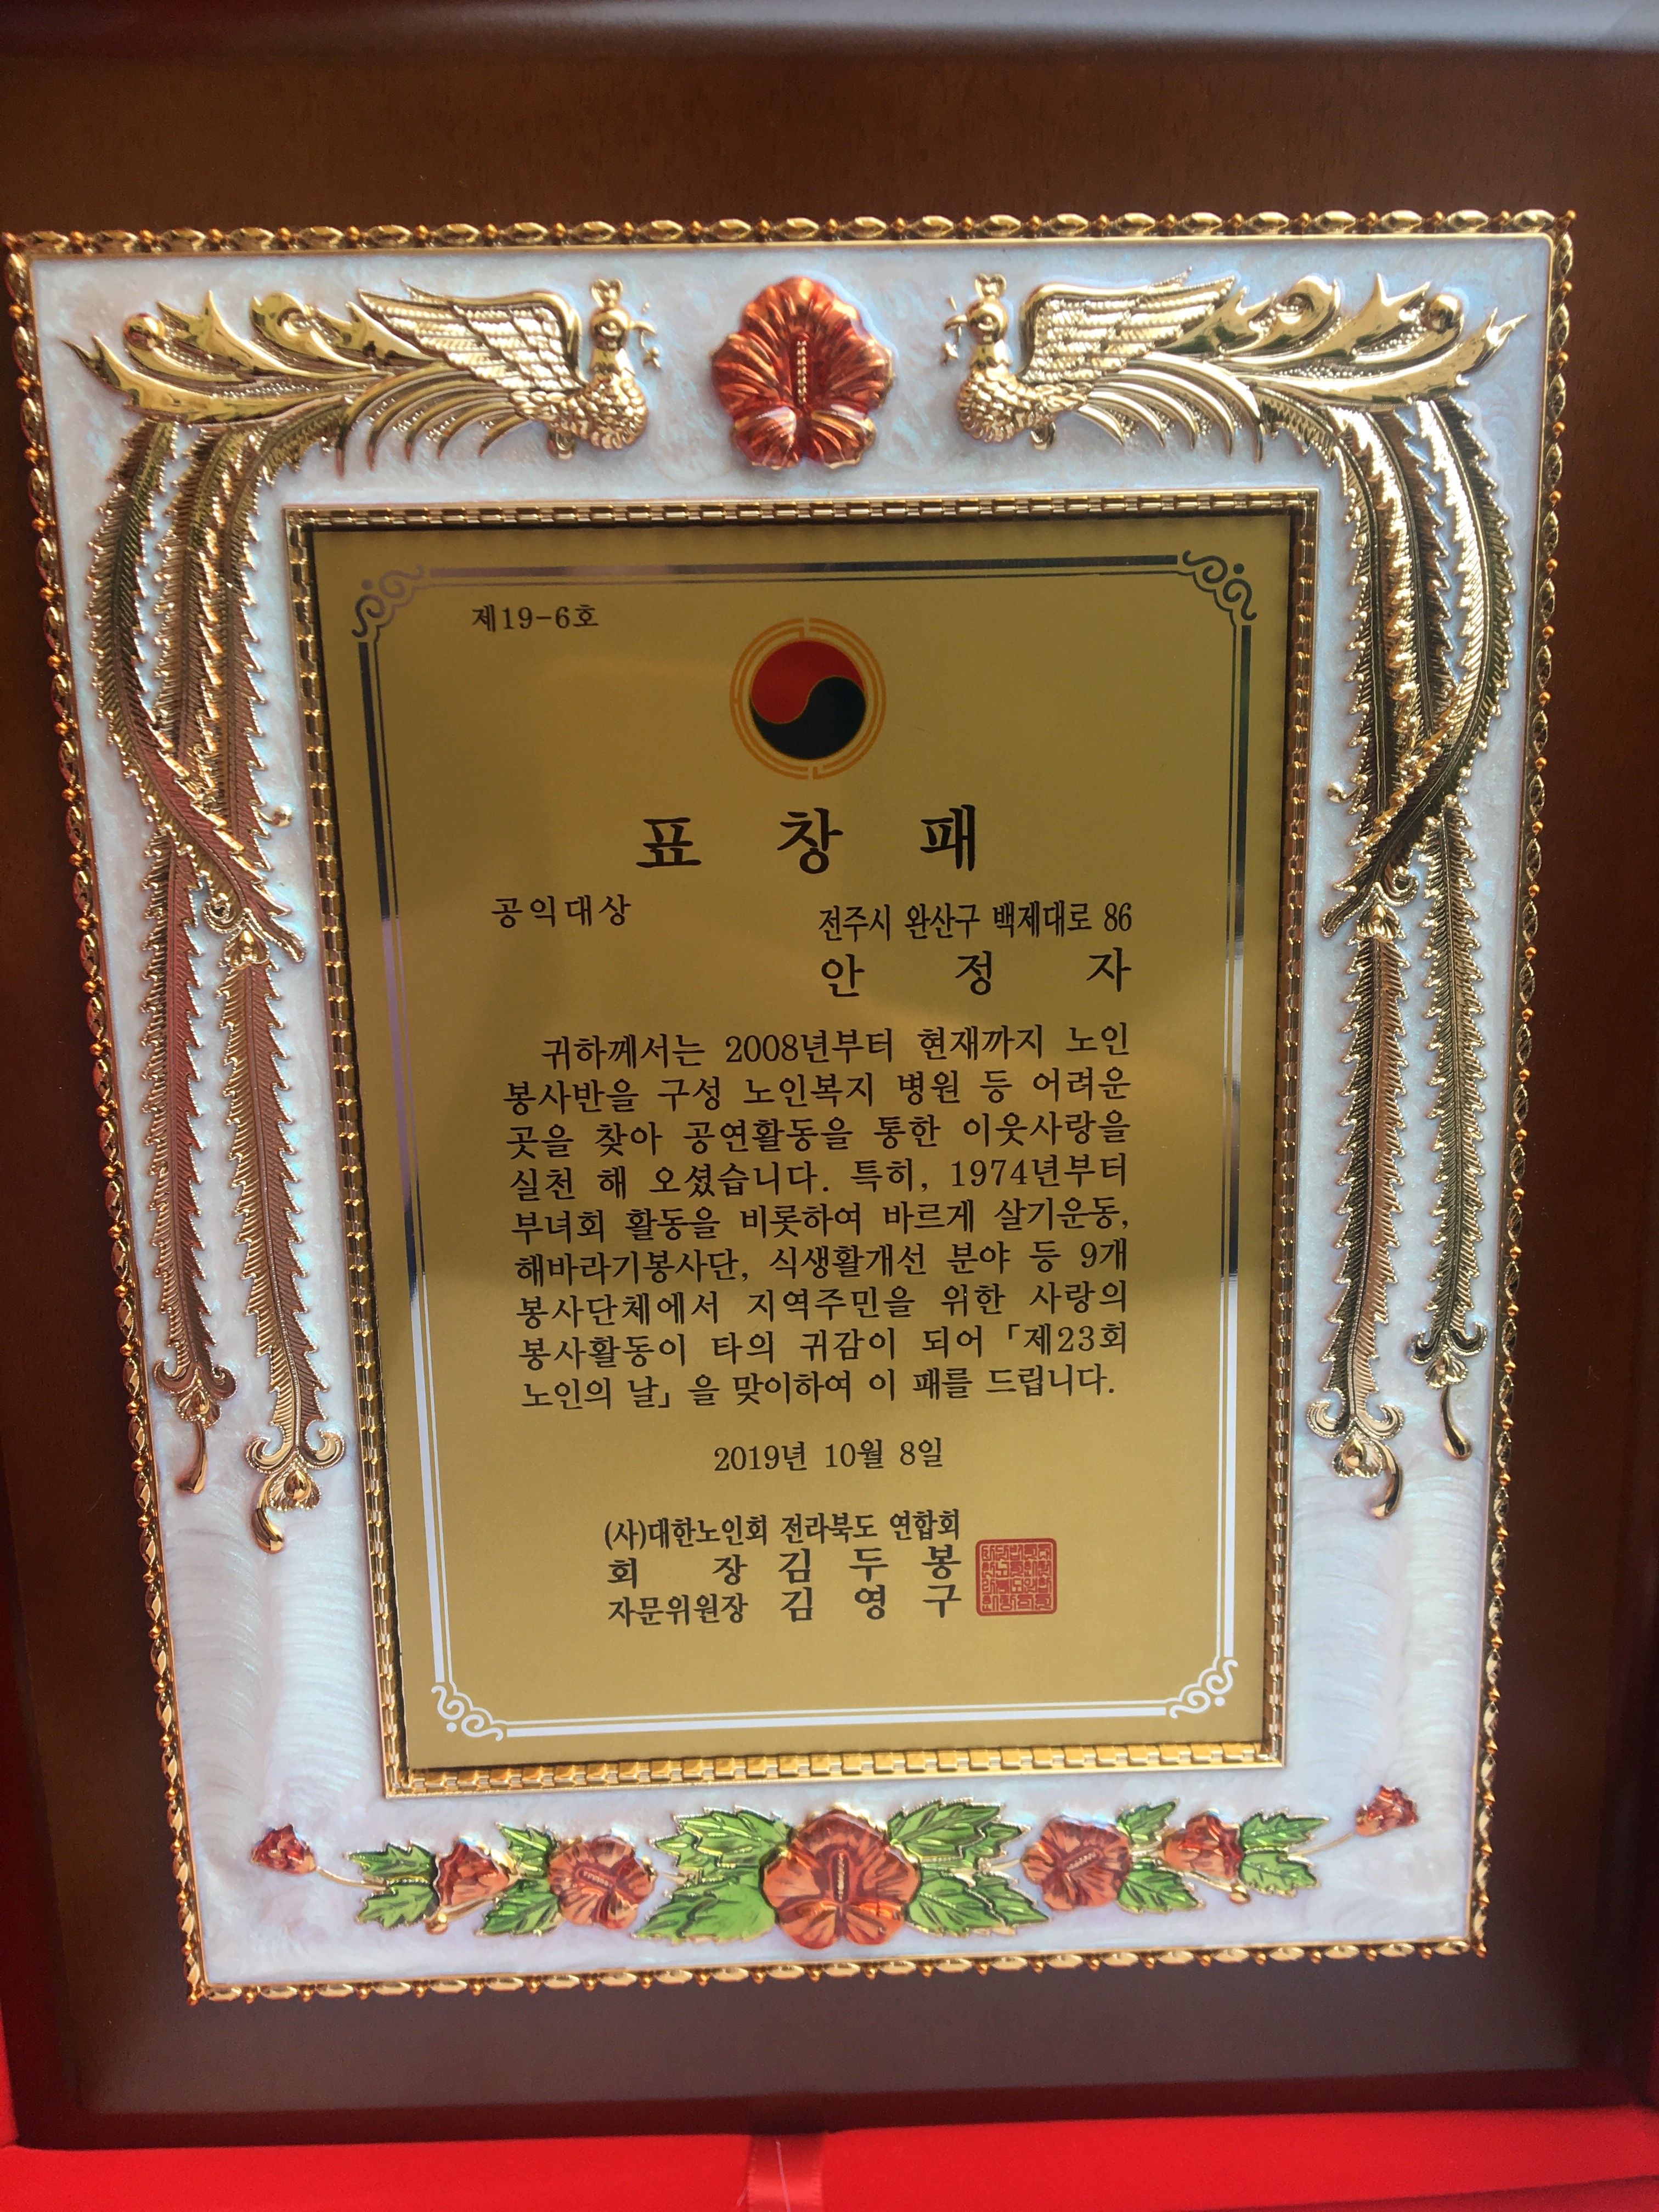 제19-6호
표 창 패
공익대상
전주시 완산구 백제대로 86
안 정 자
귀하께서는 2008년부터 현재까지 노인
봉사반을 구성 노인복지 병원 등 어려운
곳을 찾아 공연활동을 통한 이웃사랑을
실천 해 오셨습니다. 특히, 1974년부터
부녀회 활동을 비롯하여 바르게 살기운동,
해바라기봉사단, 식생활개선 분야 등 9개
봉사단체에서 지역주민을 위한 사랑의
봉사활동이 타의 귀감이 되어 「제23회
노인의 날」을 맞이하여 이 패를 드립니다.
2019년 10월 8일
(사)대한노인회 전라북도 연합회
회 장 김 두 봉
자문위원장 김 영 구